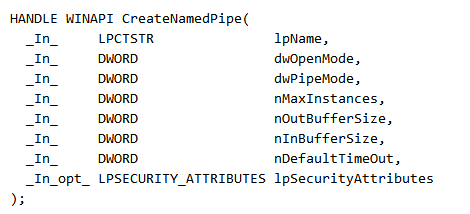 HANDLE WINAPI CreateNamedPipe(
  _In_     LPCTSTR               lpName,
  _In_     DWORD                 dwOpenMode,
  _In_     DWORD                 dwPipeMode,
  _In_     DWORD                 nMaxInstances,
  _In_     DWORD                 nOutBufferSize,
  _In_     DWORD                 nInBufferSize,
  _In_     DWORD                 nDefaultTimeOut,
  _In_opt_ LPSECURITY_ATTRIBUTES lpSecurityAttributes
);